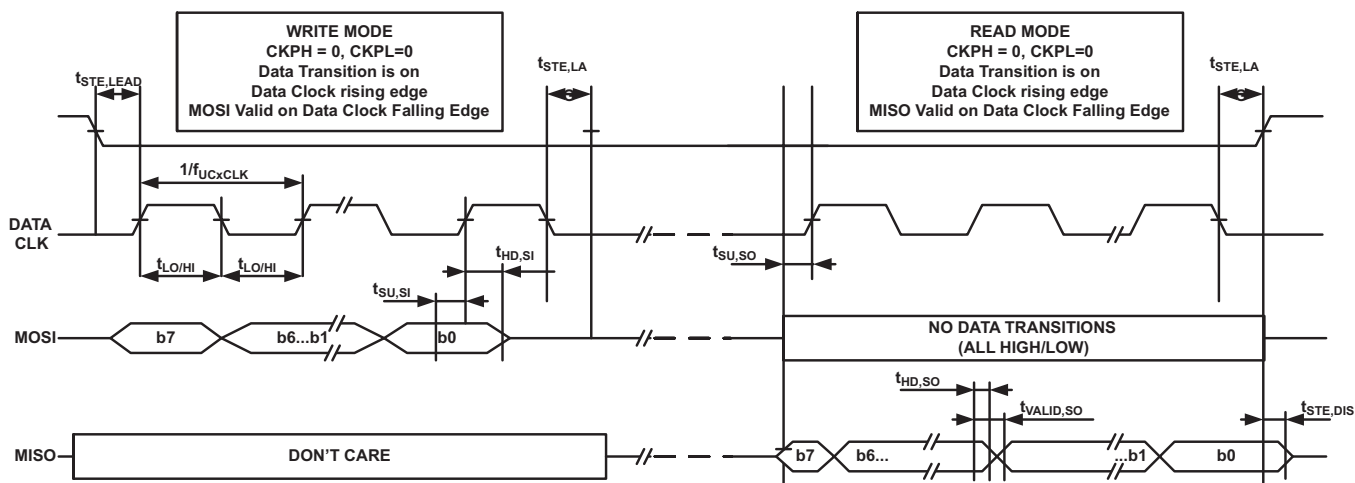 WRITE MODE
CKPH = 0, CKPL=0
Data Transition is on
Data Clock rising edge
MOSI Valid on Data Clock Falling Edge
READ MODE
CKPH = 0, CKPL=0
Data Transition is on
Data Clock rising edge
MISO Valid on Data Clock Falling Edge
tSTE,LEAD
tSTE,LA
tSTE,LA
1/fUCxCLK
DATA
CLK
tLO/HI
tLO/HI
tHD,SI
tSU,SO
tSU,SI
MOSI
b7
b6...b1
b0
NO DATA TRANSITIONS
(ALL HIGH/LOW)
tHD,SO
tVALID,SO
tSTE,DIS
MISO
DON'T CARE
b7
b6...
...b1
b0